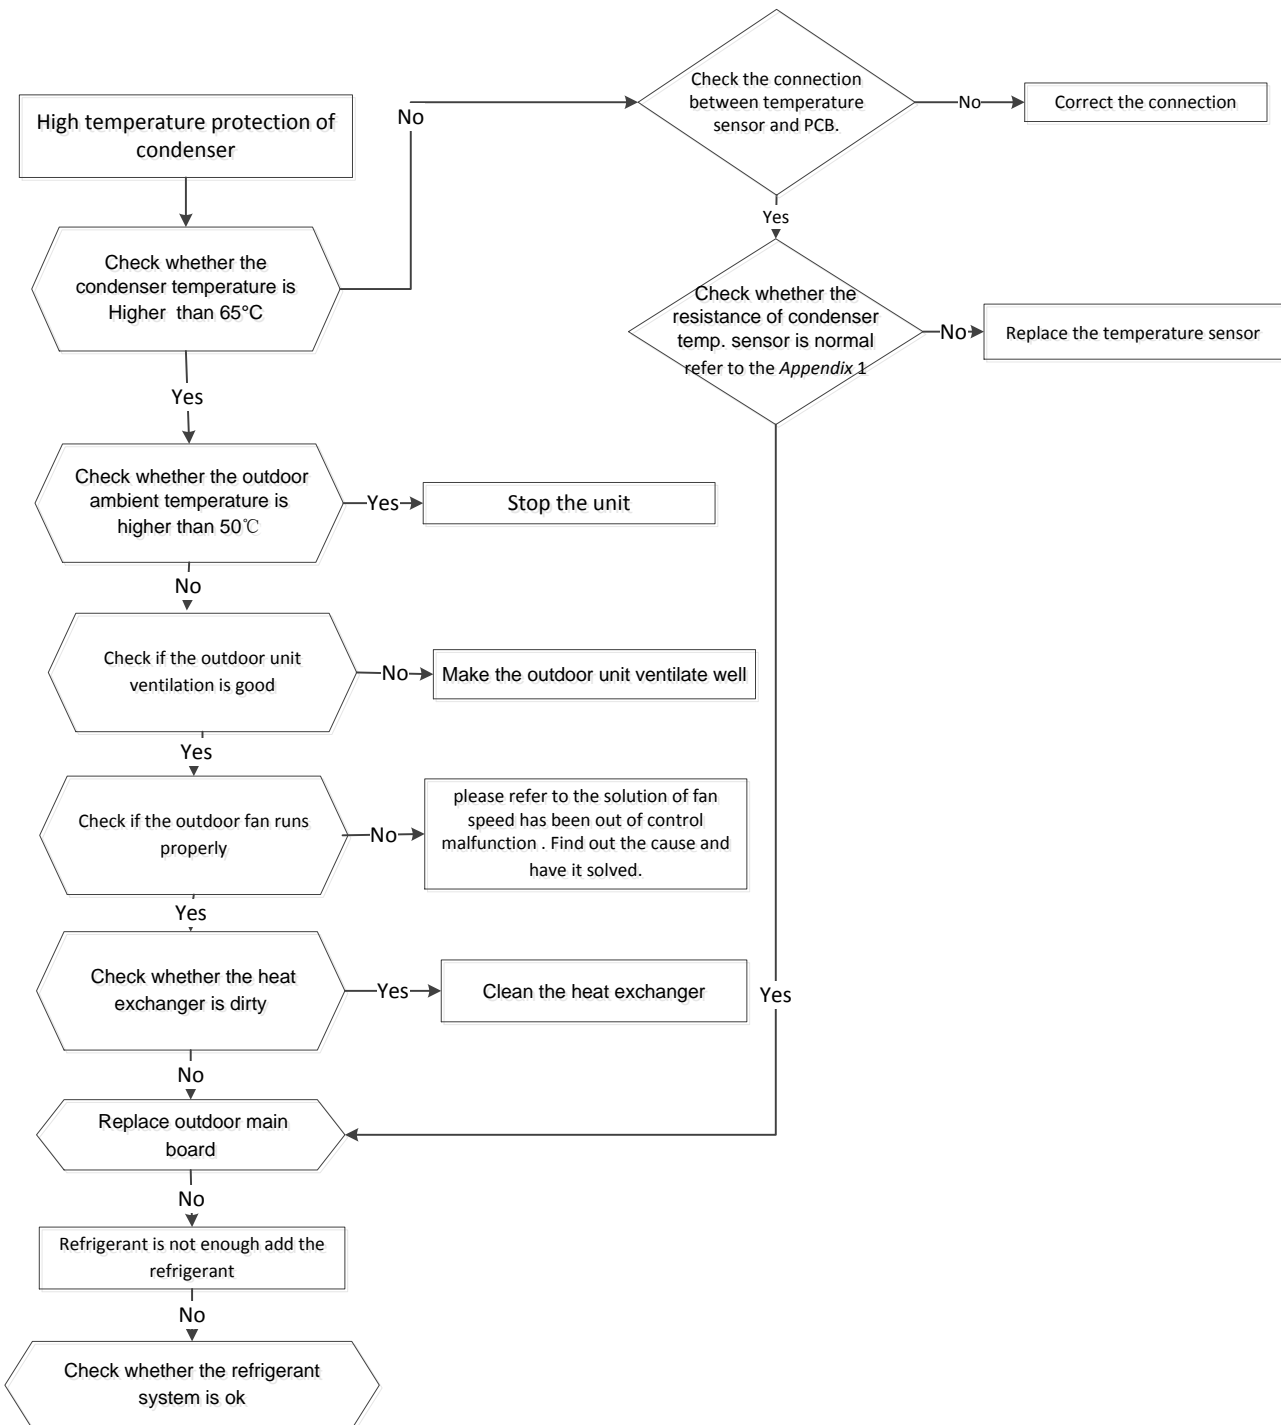 High temperature protection of
condenser
No
Check the connection
between temperature
sensor and PCB.
No
Correct the connection
Yes
Check whether the
condenser temperature is
Higher than 65°C
Check whether the
resistance of condenser
temp. sensor is normal
refer to the Appendix 1
No
Replace the temperature sensor
Yes
Check whether the outdoor
ambient temperature is
higher than 50℃
Yes
Stop the unit
No
Check if the outdoor unit
ventilation is good
No
Make the outdoor unit ventilate well
Yes
Check if the outdoor fan runs
properly
No
please refer to the solution of fan
speed has been out of control
malfunction . Find out the cause and
have it solved.
Yes
Check whether the heat
exchanger is dirty
Yes
Clean the heat exchanger
Yes
No
Replace outdoor main
board
No
Refrigerant is not enough add the
refrigerant
No
Check whether the refrigerant
system is ok